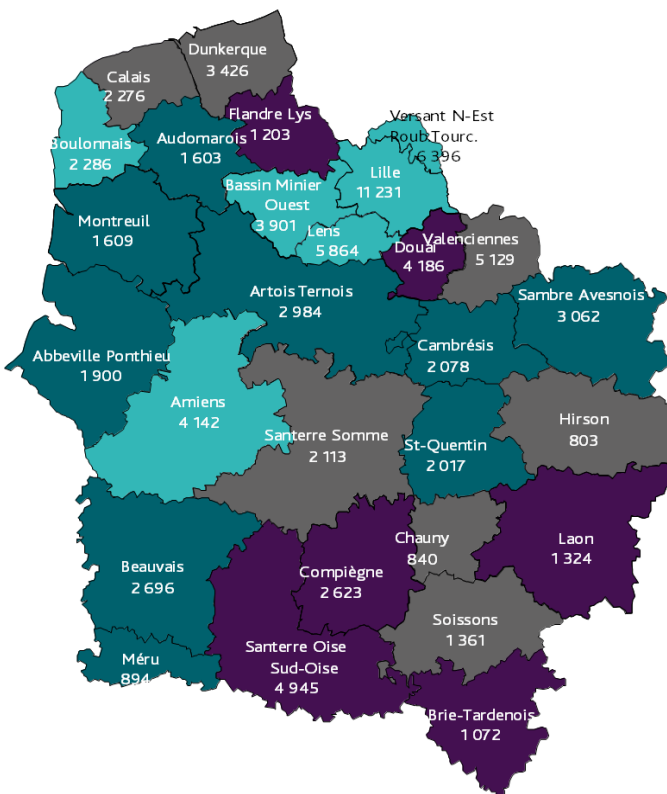 Dunkerque
3 426
Calais
2 276
Flandre Lys
1 203
Versant N-Est
Roub Tourc.
6 396
Boulonnais
2 286
Audomarois
1 603
Lille
11 231
Bassin Minier
Ouest
3 901
Montreuil
1 609
Lens
5 864
Douai
4 186
Valenciennes
5 129
Artois Ternois
2 984
Sambre Avesnois
3 062
Abbeville Ponthieu
1 900
Cambrésis
2 078
Amiens
4 142
Santerre Somme
2 113
St-Quentin
2 017
Hirson
803
Chauny
840
Laon
1 324
Beauvais
2 696
Compiègne
2 623
Soissons
1 361
Santerre Oise
Sud-Oise
4 945
Méru
894
Brie-Tardenois
1 072